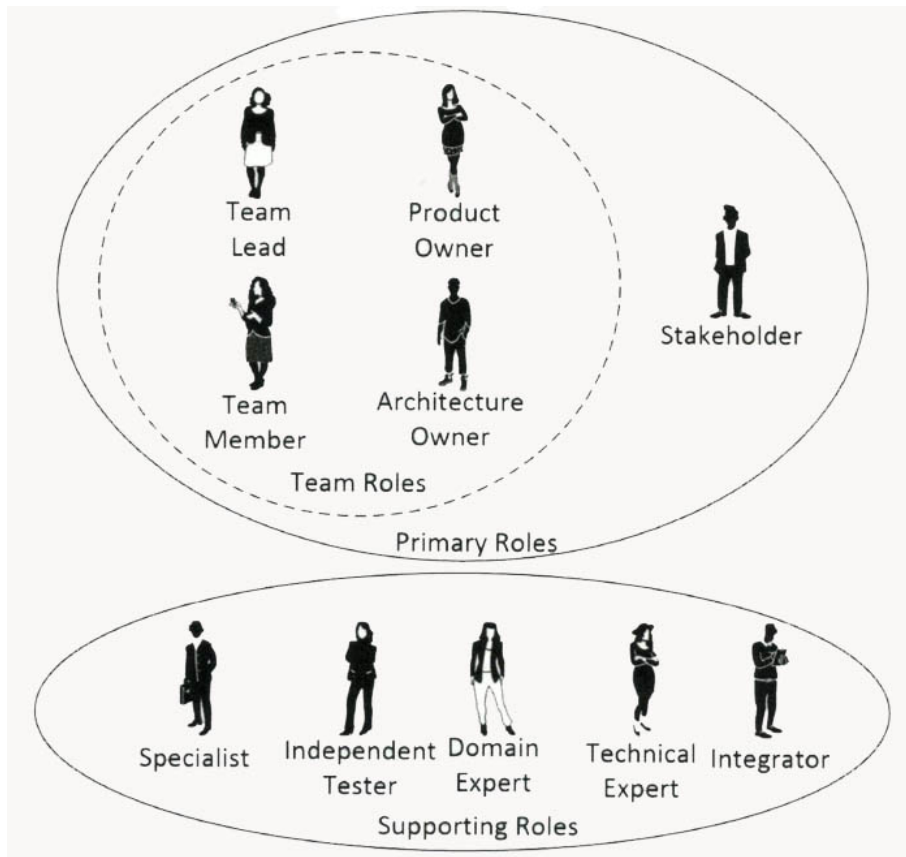 Team
Lead
Product
Owner
Stakeholder
Team
Member
Architecture
Owner
Team Roles
Primary Roles
Specialist
Independent
Tester
Domain
Expert
Technical
Expert
Integrator
Supporting Roles